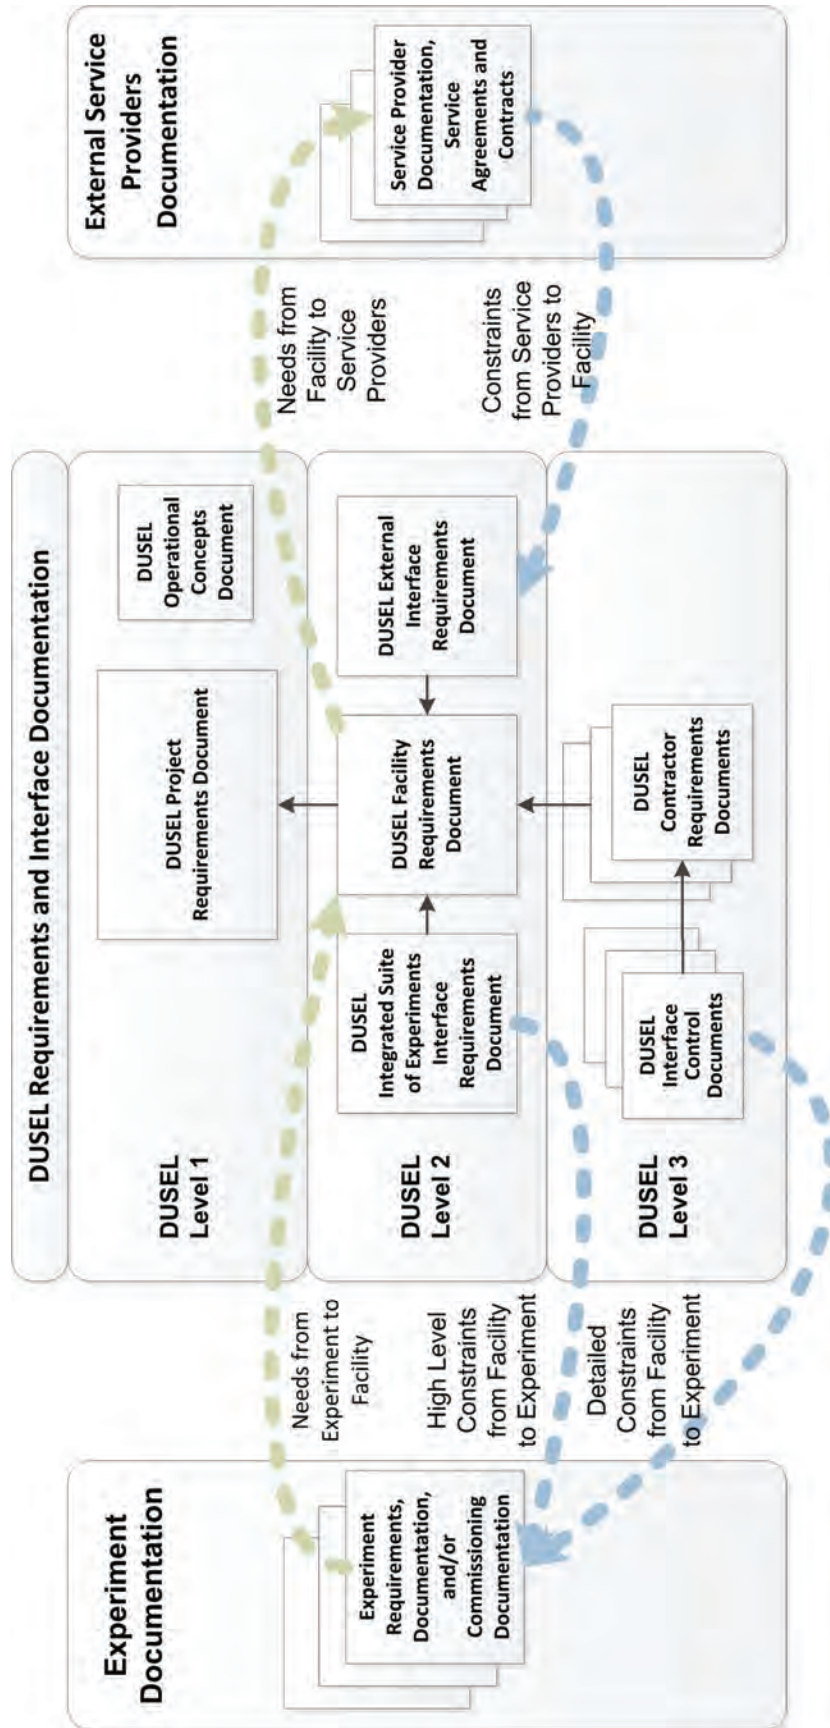 DUSEL Requirements and Interface Documentation
Experiment
Documentation
Experiment
Requirements,
Documentation,
and/or
Commissioning
Documentation
Needs from
Experiment to
Facility
High Level
Constraints
from Facility
to Experiment
Detailed
Constraints
from Facility
to Experiment
DUSEL
Level 1
DUSEL Project
Requirements Document
DUSEL
Operational
Concepts
Document
DUSEL
Level 2
DUSEL
Integrated Suite
of Experiments
Interface
Requirements
Document
DUSEL Facility
Requirements
Document
DUSEL External
Interface
Requirements
Document
DUSEL
Level 3
DUSEL
Interface
Control
Documents
DUSEL
Contractor
Requirements
Documents
Needs from
Facility to
Service
Providers
Constraints
from Service
Providers to
Facility
External Service
Providers
Documentation
Service Provider
Documentation,
Service
Agreements and
Contracts